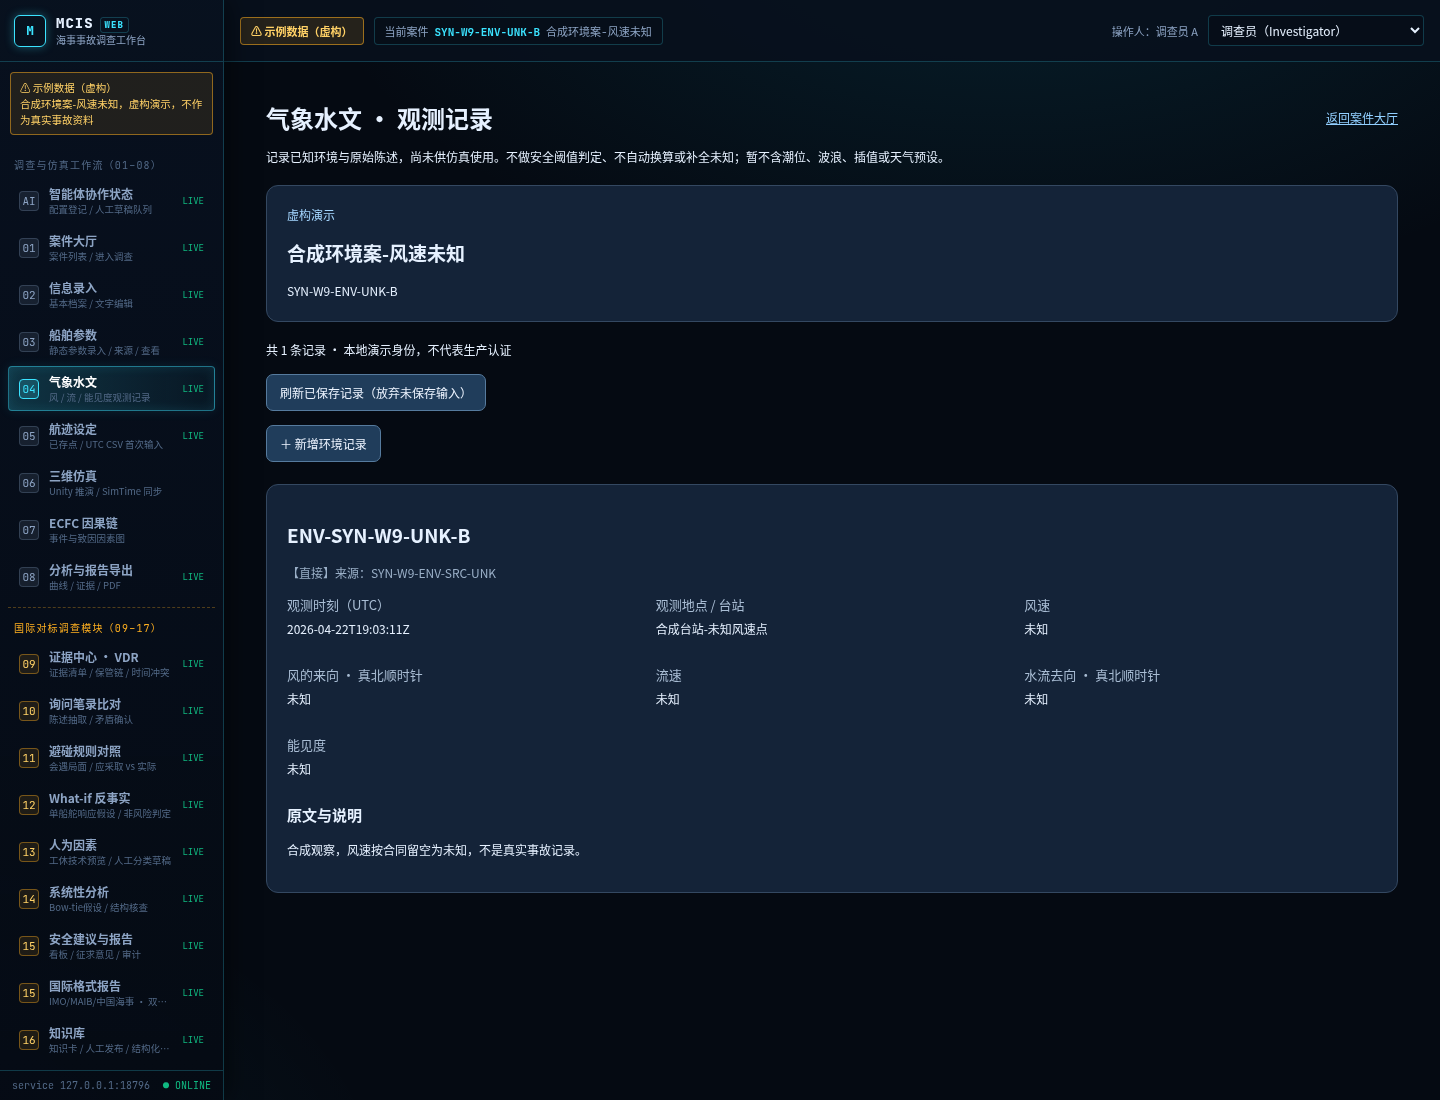 M
MCIS WEB
海事事故调查工作台
⚠ 示例数据（虚构）
合成环境案-风速未知，虚构演示，不作
为真实事故资料
调查与仿真工作流（01-08）
AI 智能体协作状态 LIVE
配置登记 / 人工草稿队列
01 案件大厅 LIVE
案件列表 / 进入调查
02 信息录入 LIVE
基本档案 / 文字编辑
03 船舶参数 LIVE
静态参数录入 / 来源 / 查看
04 气象水文 LIVE
风 / 流 / 能见度观测记录
05 航迹设定 LIVE
已存点 / UTC CSV 首次输入
06 三维仿真
Unity 推演 / SimTime 同步
07 ECFC 因果链
事件与致因因素图
08 分析与报告导出 LIVE
曲线 / 证据 / PDF
国际对标调查模块（09-17）
09 证据中心 · VDR LIVE
证据清单 / 保管链 / 时间冲突
10 询问笔录比对 LIVE
陈述抽取 / 矛盾确认
11 避碰规则对照 LIVE
会遇局面 / 应采取 vs 实际
12 What-if 反事实 LIVE
单船舵响应假设 / 非风险判定
13 人为因素 LIVE
工休技术预览 / 人工分类草稿
14 系统性分析 LIVE
Bow-tie假设 / 结构核查
15 安全建议与报告 LIVE
看板 / 征求意见 / 审计
15 国际格式报告 LIVE
IMO/MAIB/中国海事 · 双…
16 知识库 LIVE
知识卡 / 人工发布 / 结构化…
service 127.0.0.1:18796 ● ONLINE
⚠ 示例数据（虚构）
当前案件 SYN-W9-ENV-UNK-B 合成环境案-风速未知
操作人：调查员 A
调查员（Investigator）
气象水文 · 观测记录
返回案件大厅
记录已知环境与原始陈述，尚未供仿真使用。不做安全阈值判定、不自动换算或补全未知；暂不含潮位、波浪、插值或天气预设。
虚构演示
合成环境案-风速未知
SYN-W9-ENV-UNK-B
共 1 条记录 · 本地演示身份，不代表生产认证
刷新已保存记录（放弃未保存输入）
＋ 新增环境记录
ENV-SYN-W9-UNK-B
【直接】来源：SYN-W9-ENV-SRC-UNK
观测时刻（UTC） 观测地点 / 台站 风速
2026-04-22T19:03:11Z 合成台站-未知风速点 未知
风的来向 · 真北顺时针 流速 水流去向 · 真北顺时针
未知 未知 未知
能见度
未知
原文与说明
合成观察，风速按合同留空为未知，不是真实事故记录。